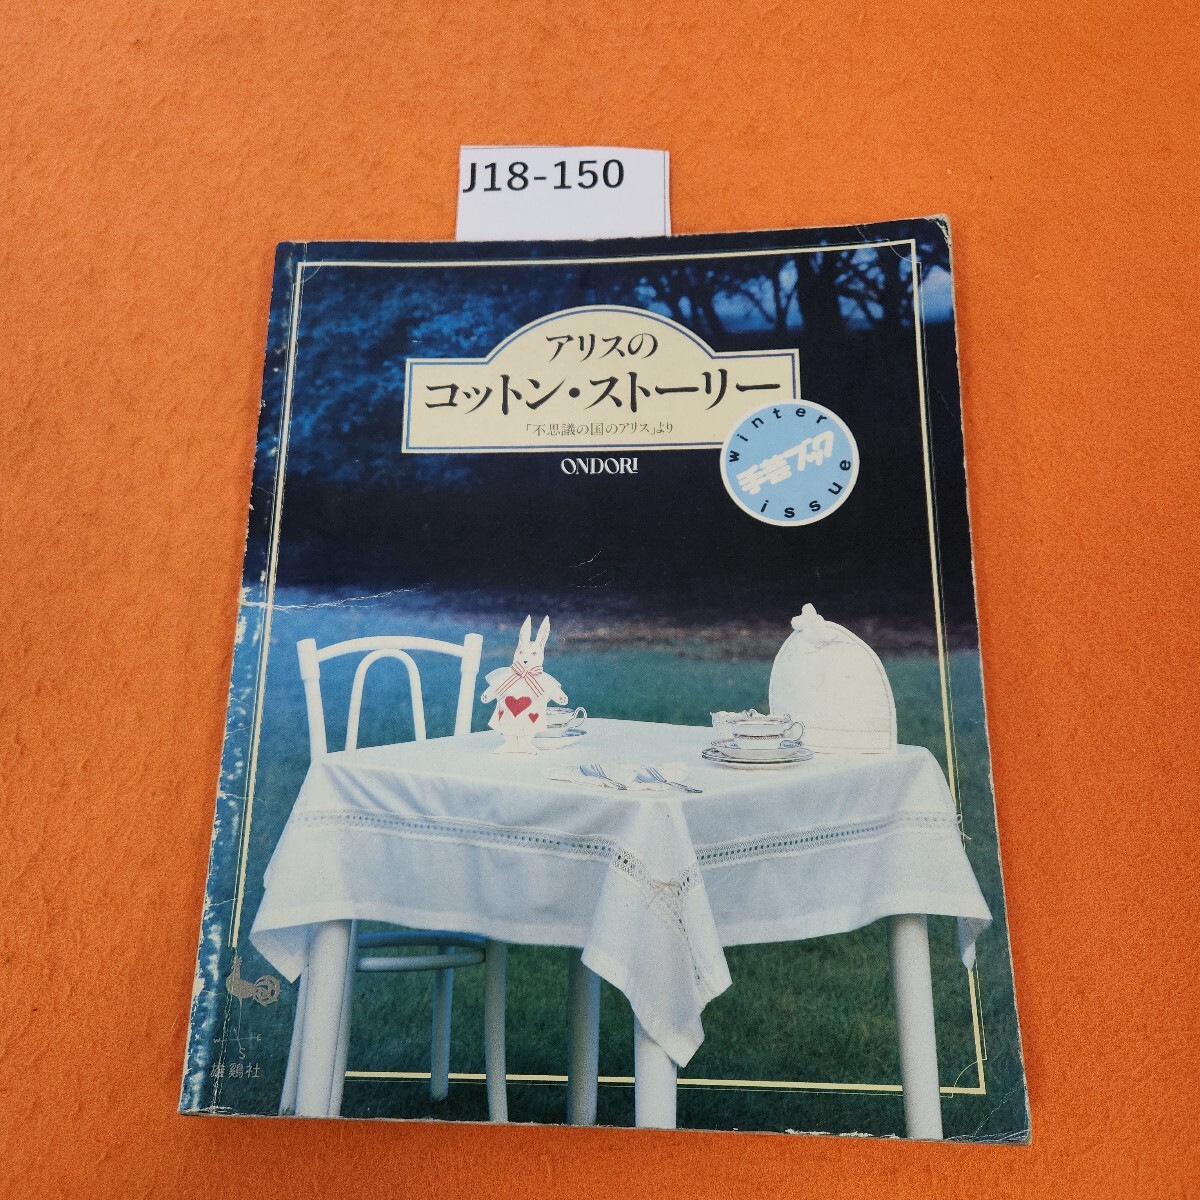 J18-150
アリスの
コットン・ストーリー
「不思議の国のアリス」より
ONDORI
winter
手芸ブック
issue
W E
S
雄鷄社